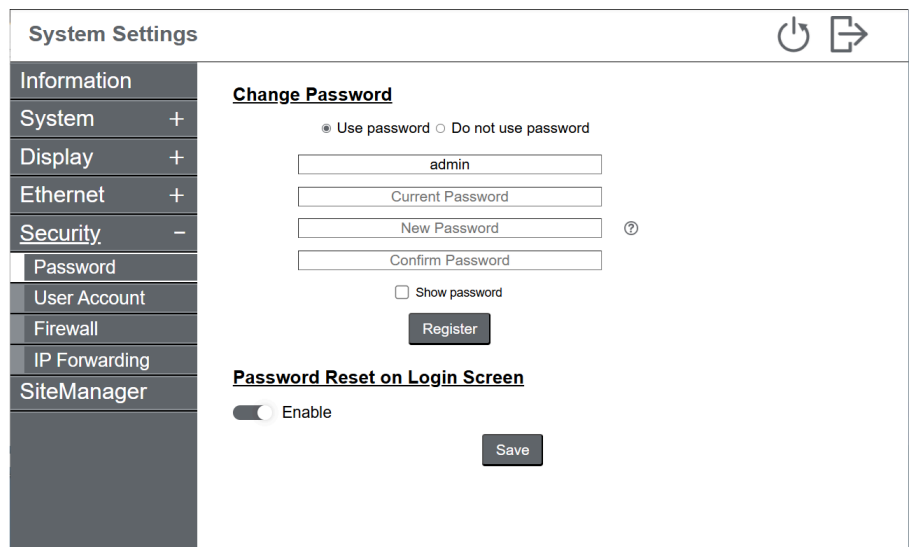 System Settings
Information
System +
Display +
Ethernet +
Security -
Password
User Account
Firewall
IP Forwarding
SiteManager
Change Password
Use password Do not use password
admin
Current Password
New Password ?
Confirm Password
Show password
Register
Password Reset on Login Screen
Enable
Save